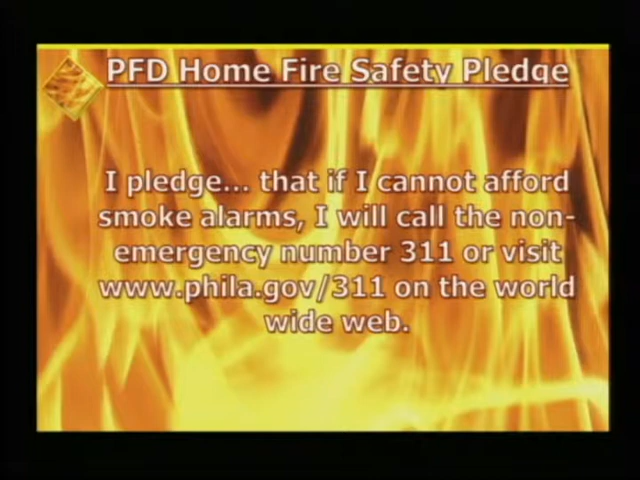 PFD Home Fire Safety Pledge
I pledge... that if I cannot afford
smoke alarms, I will call the non-
emergency number 311 or visit
www.phila.gov/311 on the world
wide web.